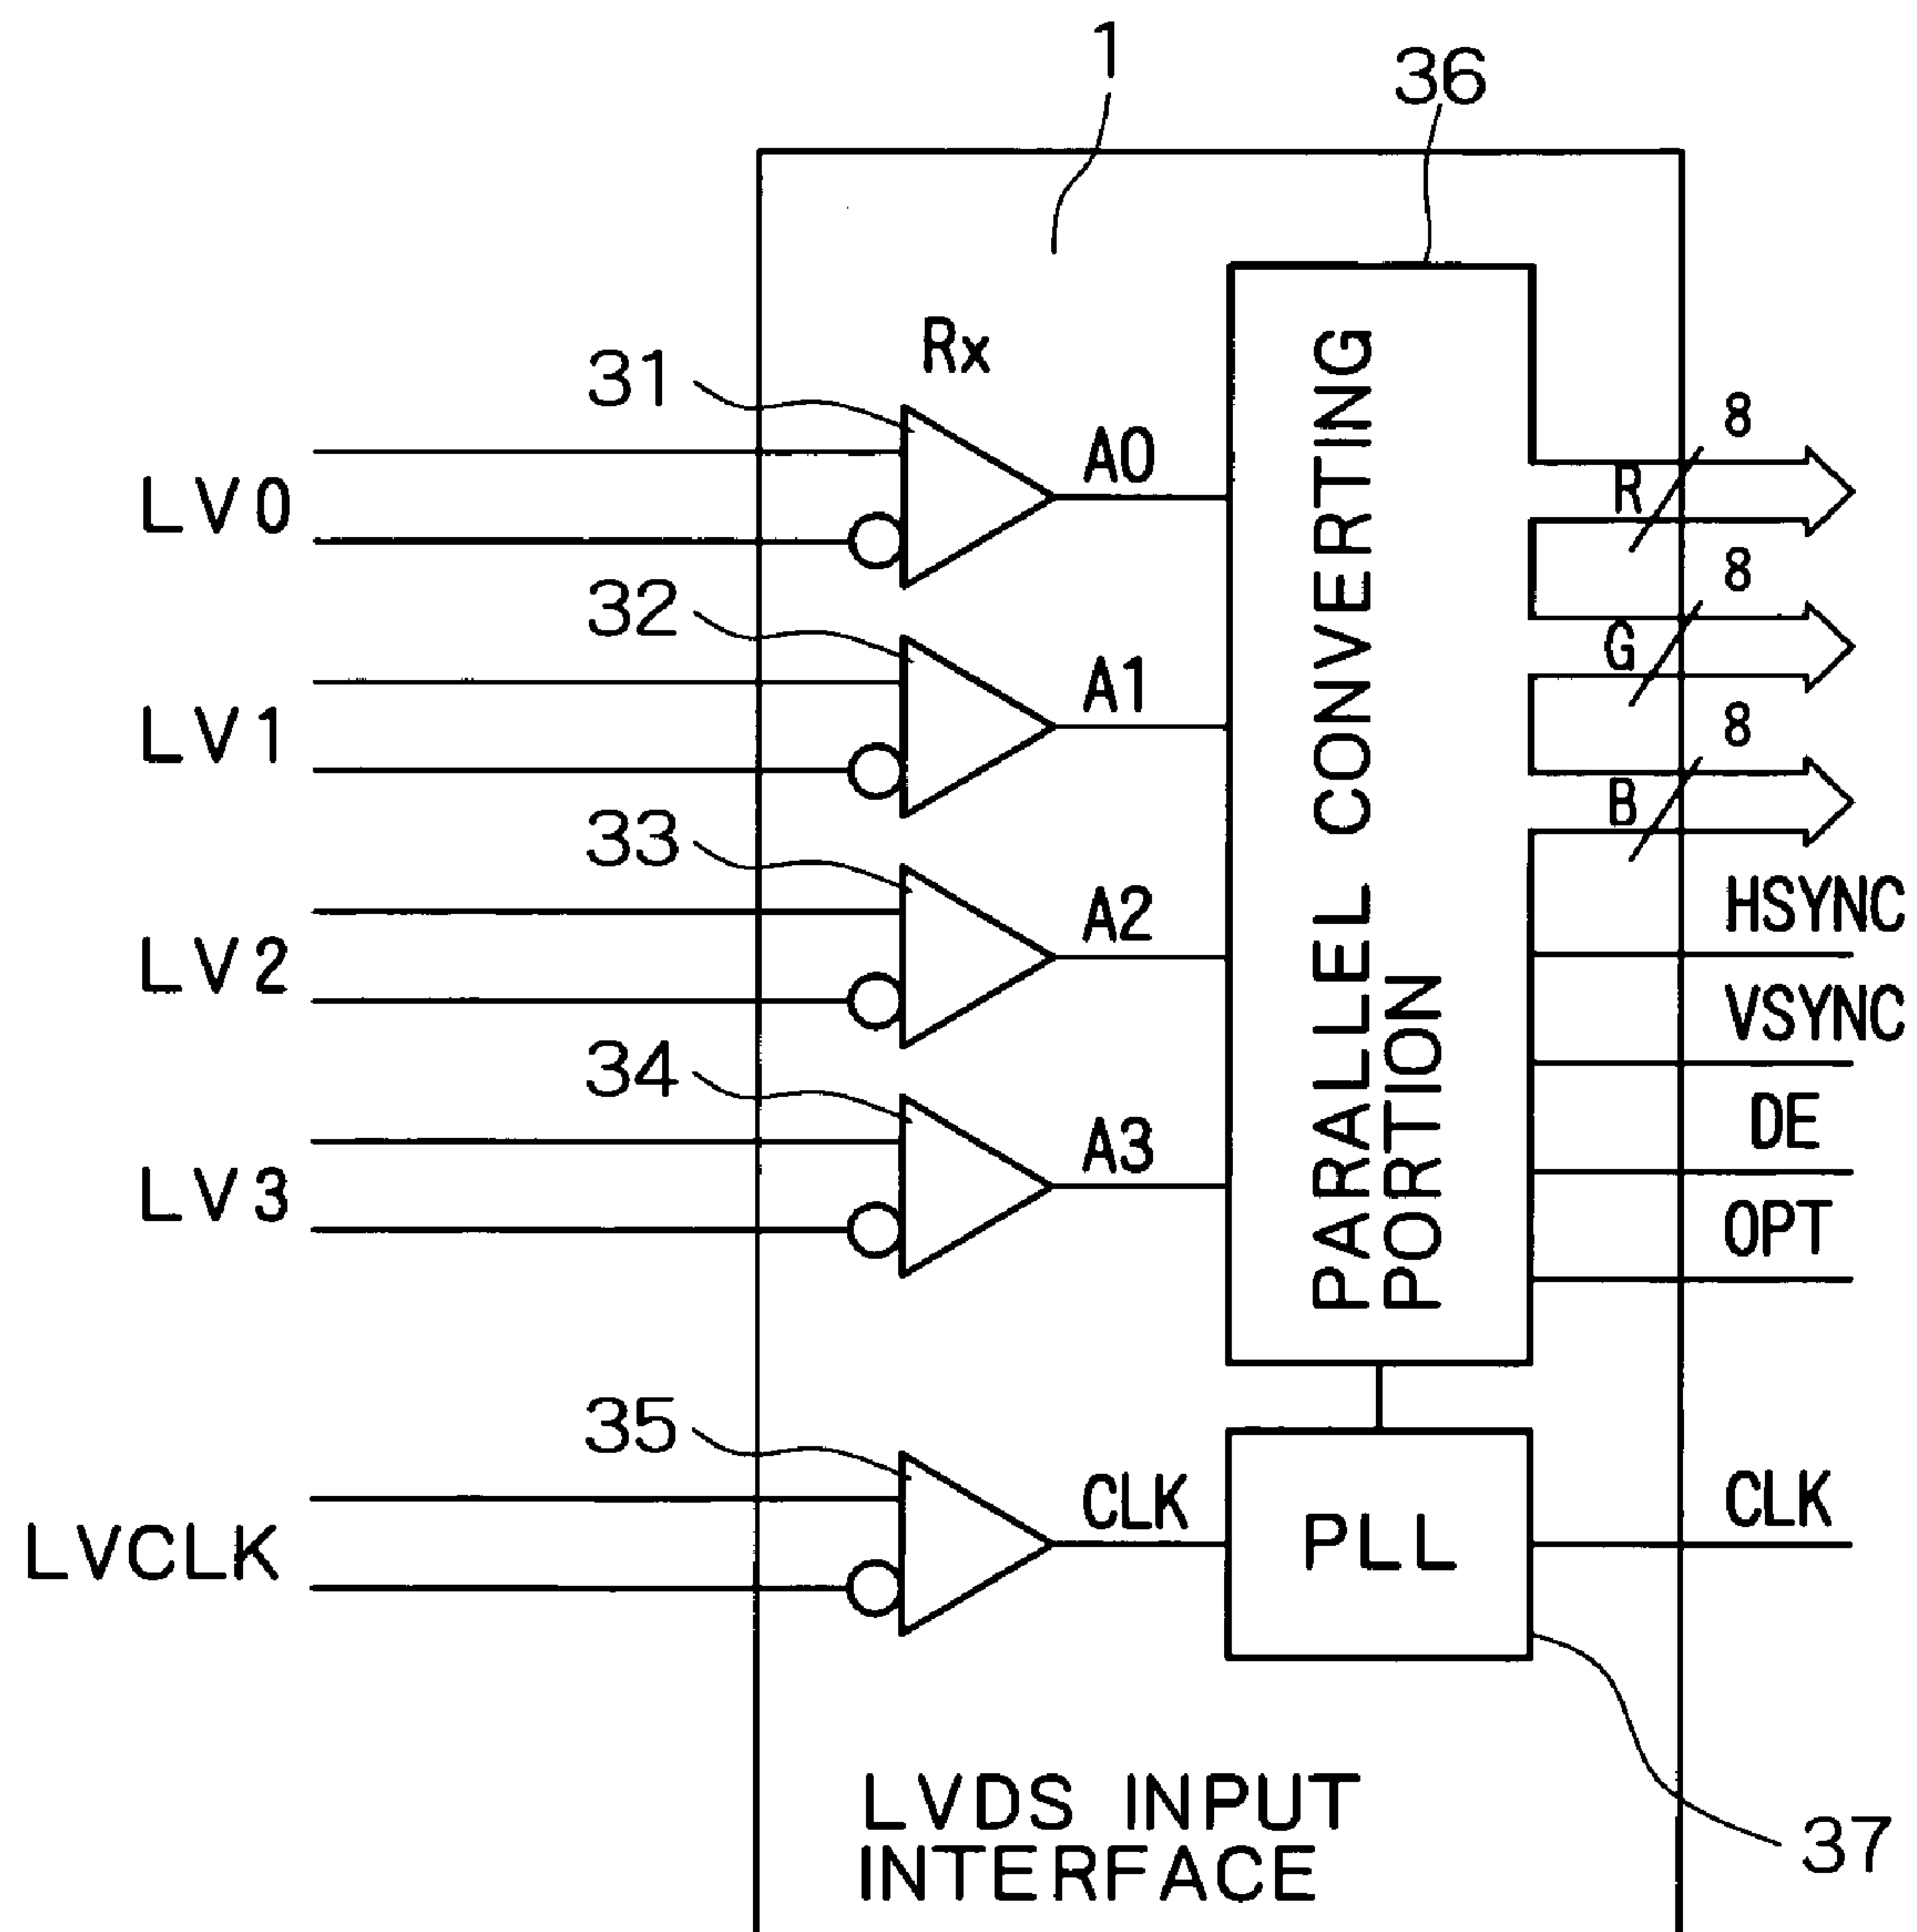 1
36
Rx
31
A0
LV0
8
R
32
A1
LV1
8
G
33
A2
LV2
8
B
34
A3
LV3
PARALLEL CONVERTING
PORTION
HSYNC
VSYNC
DE
OPT
35
CLK
LVCLK
PLL
CLK
LVDS INPUT
INTERFACE
37